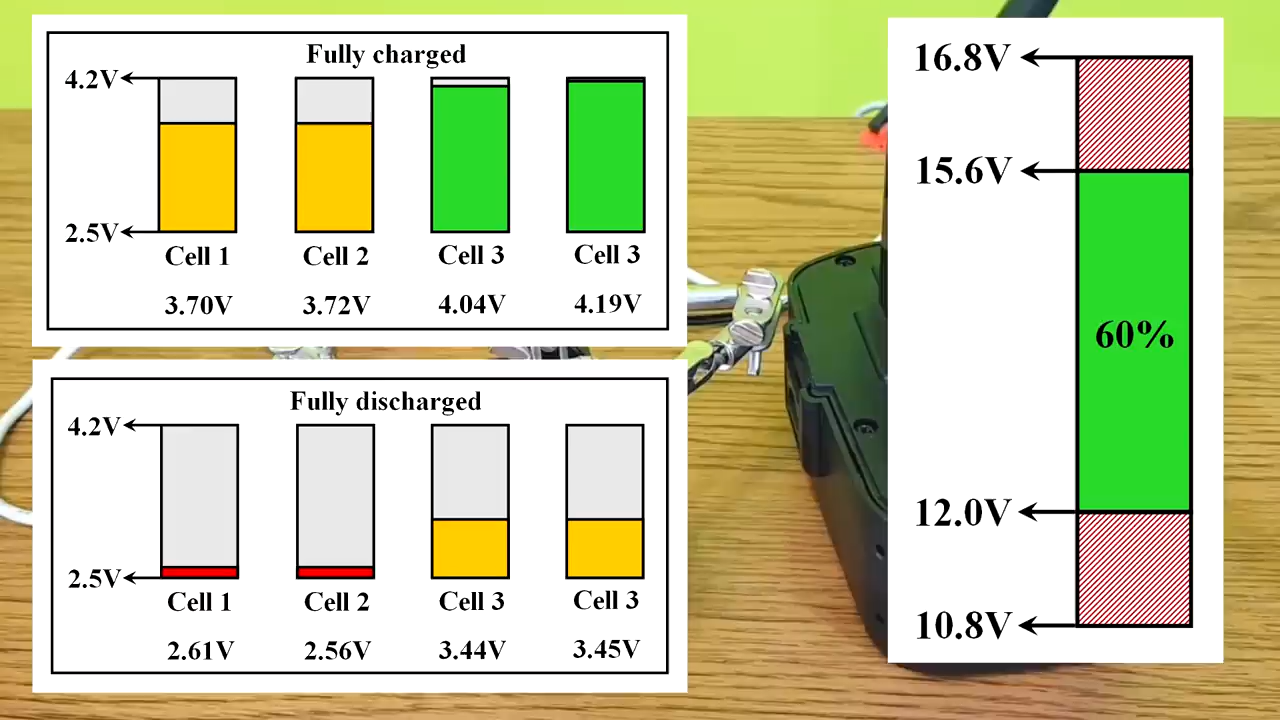 Fully charged
4.2V
2.5V
Cell 1 Cell 2 Cell 3 Cell 3
3.70V 3.72V 4.04V 4.19V
Fully discharged
4.2V
2.5V
Cell 1 Cell 2 Cell 3 Cell 3
2.61V 2.56V 3.44V 3.45V
16.8V
15.6V
60%
12.0V
10.8V